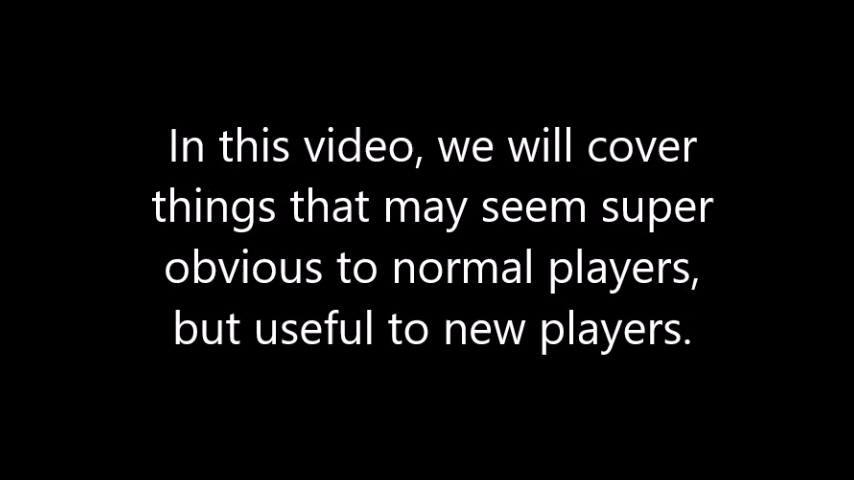 In this video, we will cover
things that may seem super
obvious to normal players,
but useful to new players.